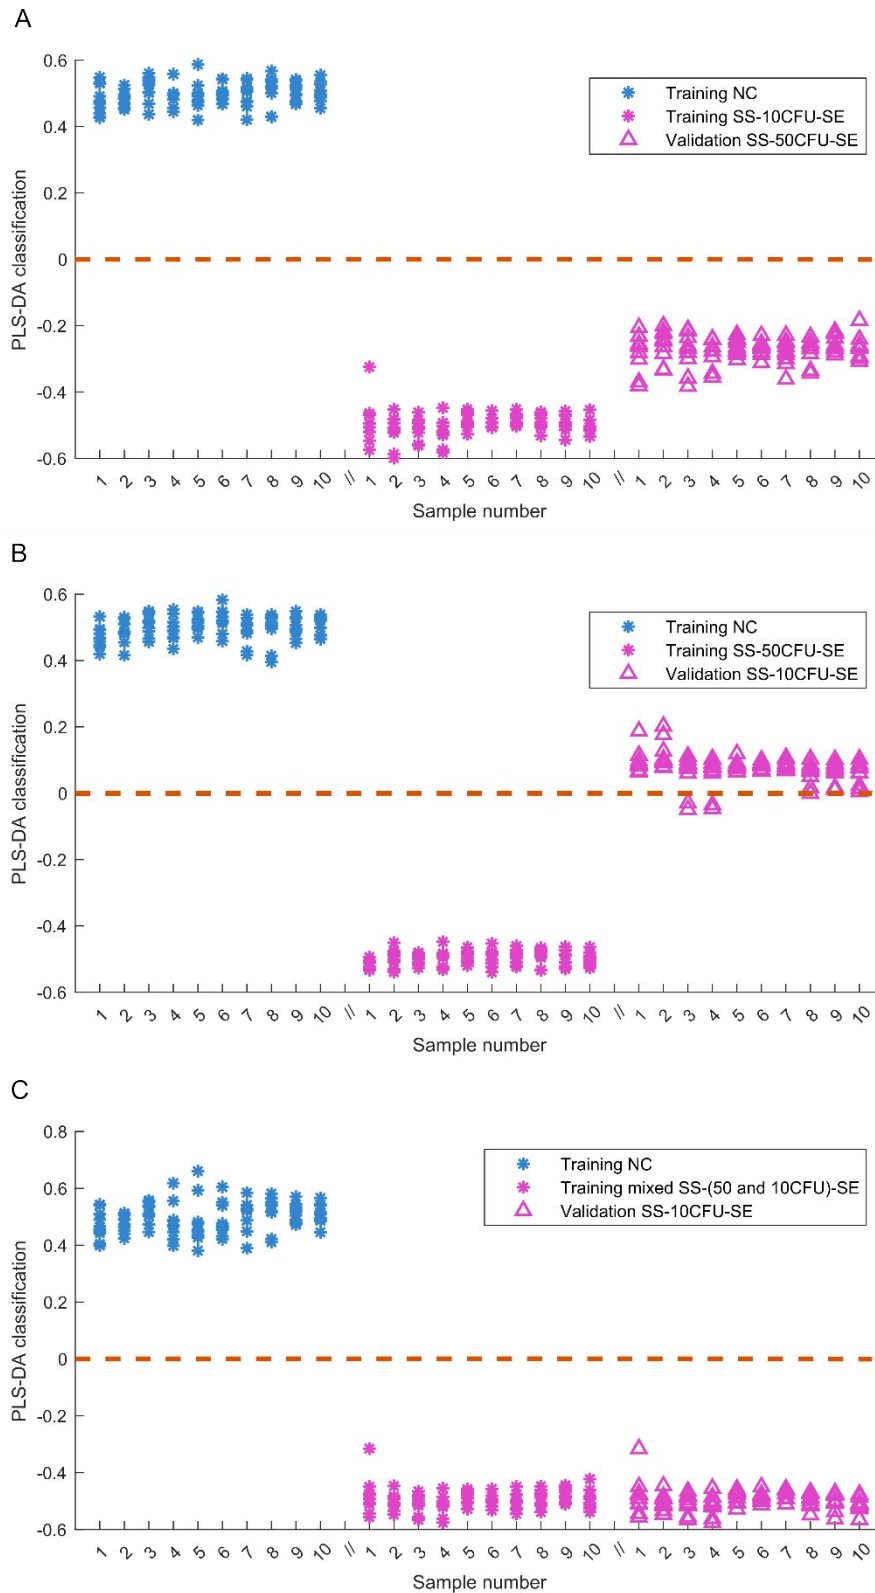 A
0.6
0.4
0.2
0
-0.2
-0.4
-0.6
PLS-DA classification
Training NC
Training SS-10CFU-SE
Validation SS-50CFU-SE
1 2 3 4 5 6 7 8 9 10 // 1 2 3 4 5 6 7 8 9 10 // 1 2 3 4 5 6 7 8 9 10
Sample number
B
0.6
0.4
0.2
0
-0.2
-0.4
-0.6
PLS-DA classification
Training NC
Training SS-50CFU-SE
Validation SS-10CFU-SE
1 2 3 4 5 6 7 8 9 10 // 1 2 3 4 5 6 7 8 9 10 // 1 2 3 4 5 6 7 8 9 10
Sample number
C
0.8
0.6
0.4
0.2
0
-0.2
-0.4
-0.6
PLS-DA classification
Training NC
Training mixed SS-(50 and 10CFU)-SE
Validation SS-10CFU-SE
1 2 3 4 5 6 7 8 9 10 // 1 2 3 4 5 6 7 8 9 10 // 1 2 3 4 5 6 7 8 9 10
Sample number